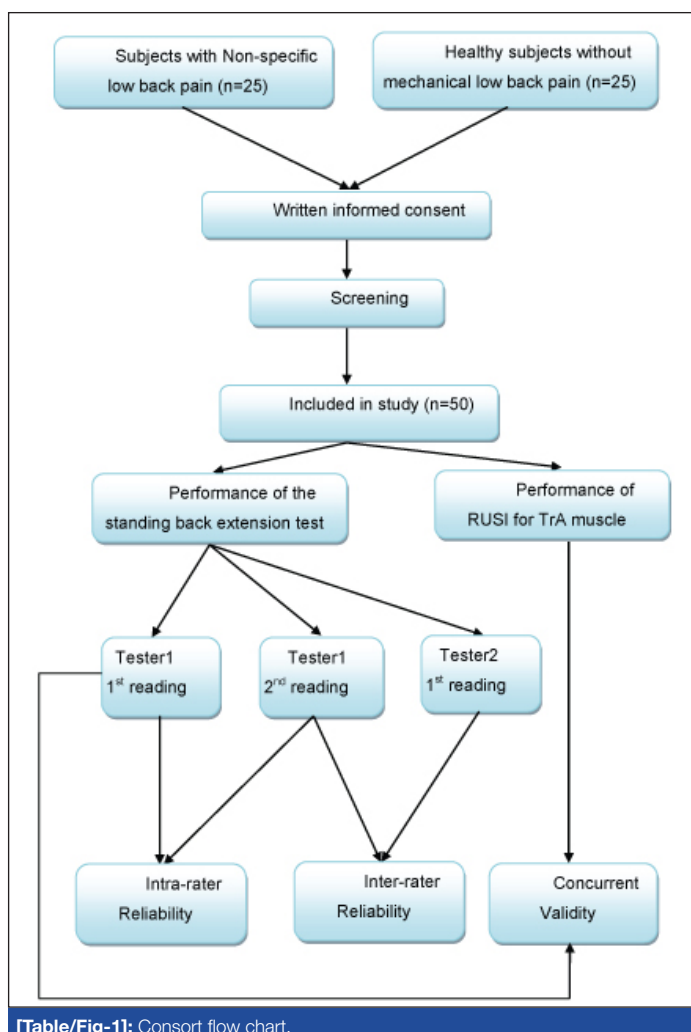 Subjects with Non-specific
low back pain (n=25)
Healthy subjects without
mechanical low back pain (n=25)
Written informed consent
Screening
Included in study (n=50)
Performance of the
standing back extension test
Performance of
RUSI for TrA muscle
Tester1
1st reading
Tester1
2nd reading
Tester2
1st reading
Intra-rater
Reliability
Inter-rater
Reliability
Concurrent
Validity
[Table/Fig-1]: Consort flow chart.